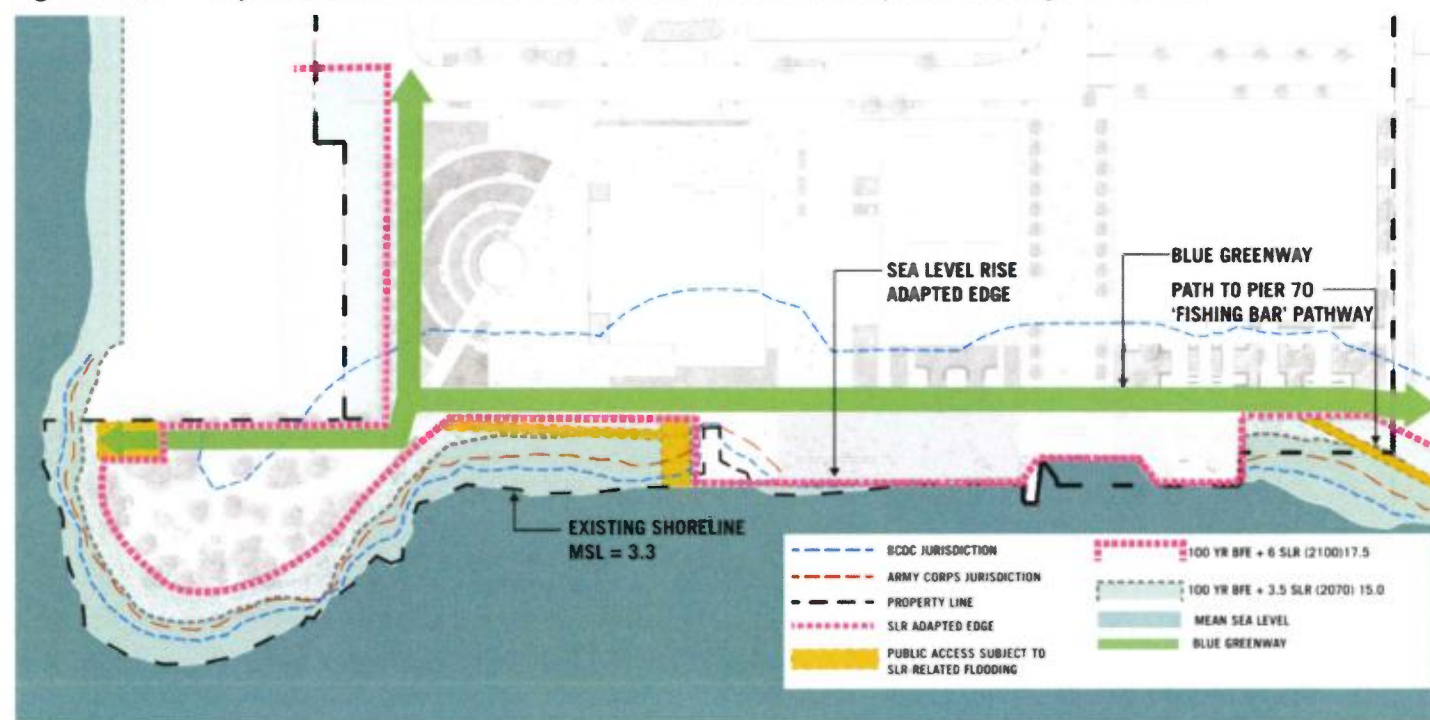 SEA LEVEL RISE
ADAPTED EDGE
BLUE GREENWAY
PATH TO PIER 70
'FISHING BAR' PATHWAY
EXISTING SHORELINE
MSL = 3.3
BCDC JURISDICTION
ARMY CORPS JURISDICTION
PROPERTY LINE
SLR ADAPTED EDGE
PUBLIC ACCESS SUBJECT TO
SLR-RELATED FLOODING
100 YR BFE + 6 SLR (2100)17.5
100 YR BFE + 3.5 SLR (2070) 15.0
MEAN SEA LEVEL
BLUE GREENWAY